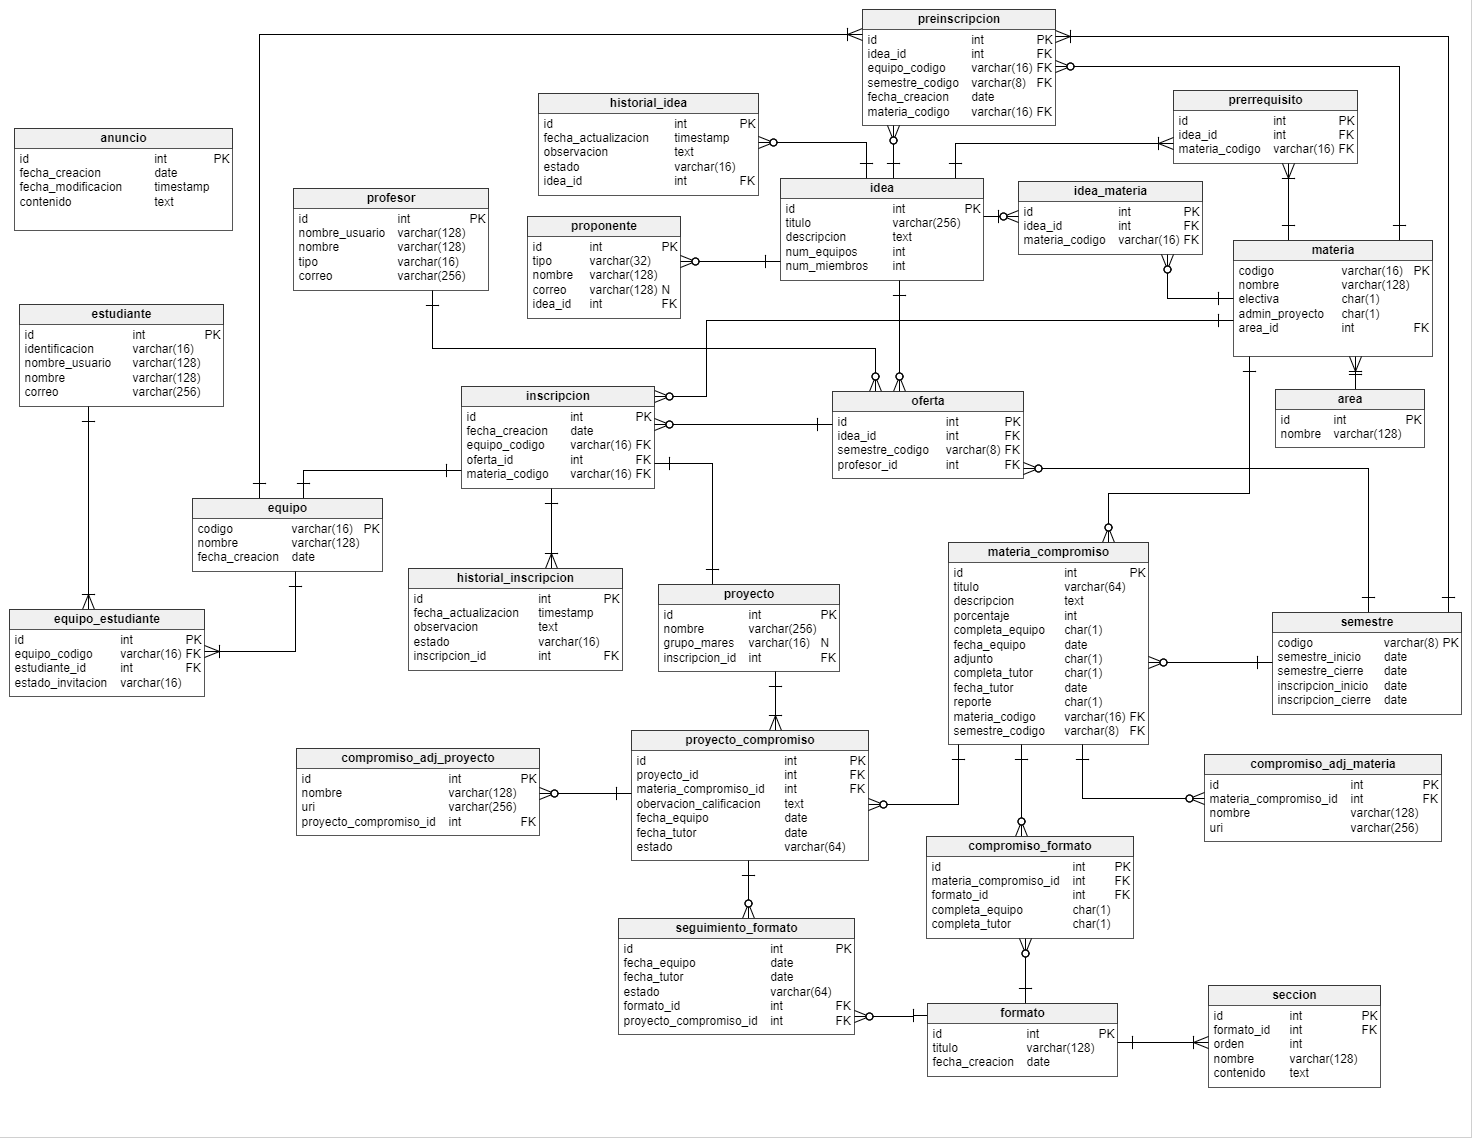 preinscripcion
id int PK
idea_id int FK
equipo_codigo varchar(16) FK
semestre_codigo varchar(8) FK
fecha_creacion date
materia_codigo varchar(16) FK
historial_idea
id int PK
fecha_actualizacion timestamp
observacion text
estado varchar(16)
idea_id int FK
prerrequisito
id int PK
idea_id int FK
materia_codigo varchar(16) FK
anuncio
id int PK
fecha_creacion date
fecha_modificacion timestamp
contenido text
profesor
id int PK
nombre_usuario varchar(128)
nombre varchar(128)
tipo varchar(16)
correo varchar(256)
proponente
id int PK
tipo varchar(32)
nombre varchar(128)
correo varchar(128) N
idea_id int FK
idea
id int PK
titulo varchar(256)
descripcion text
num_equipos int
num_miembros int
idea_materia
id int PK
idea_id int FK
materia_codigo varchar(16) FK
materia
codigo varchar(16) PK
nombre varchar(128)
electiva char(1)
admin_proyecto char(1)
area_id int FK
estudiante
id int PK
identificacion varchar(16)
nombre_usuario varchar(128)
nombre varchar(128)
correo varchar(256)
inscripcion
id int PK
fecha_creacion date
equipo_codigo varchar(16) FK
oferta_id int FK
materia_codigo varchar(16) FK
oferta
id int PK
idea_id int FK
semestre_codigo varchar(8) FK
profesor_id int FK
area
id int PK
nombre varchar(128)
equipo
codigo varchar(16) PK
nombre varchar(128)
fecha_creacion date
historial_inscripcion
id int PK
fecha_actualizacion timestamp
observacion text
estado varchar(16)
inscripcion_id int FK
proyecto
id int PK
nombre varchar(256)
grupo_mares varchar(16) N
inscripcion_id int FK
materia_compromiso
id int PK
titulo varchar(64)
descripcion text
porcentaje int
completa_equipo char(1)
fecha_equipo date
adjunto char(1)
completa_tutor char(1)
fecha_tutor date
reporte char(1)
materia_codigo varchar(16) FK
semestre_codigo varchar(8) FK
semestre
codigo varchar(8) PK
semestre_inicio date
semestre_cierre date
inscripcion_inicio date
inscripcion_cierre date
equipo_estudiante
id int PK
equipo_codigo varchar(16) FK
estudiante_id int FK
estado_invitacion varchar(16)
compromiso_adj_proyecto
id int PK
nombre varchar(128)
uri varchar(256)
proyecto_compromiso_id int FK
proyecto_compromiso
id int PK
proyecto_id int FK
materia_compromiso_id int FK
obervacion_calificacion text
fecha_equipo date
fecha_tutor date
estado varchar(64)
compromiso_adj_materia
id int PK
materia_compromiso_id int FK
nombre varchar(128)
uri varchar(256)
compromiso_formato
id int PK
materia_compromiso_id int FK
formato_id int FK
completa_equipo char(1)
completa_tutor char(1)
seguimiento_formato
id int PK
fecha_equipo date
fecha_tutor date
estado varchar(64)
formato_id int FK
proyecto_compromiso_id int FK
formato
id int PK
titulo varchar(128)
fecha_creacion date
seccion
id int PK
formato_id int FK
orden int
nombre varchar(128)
contenido text